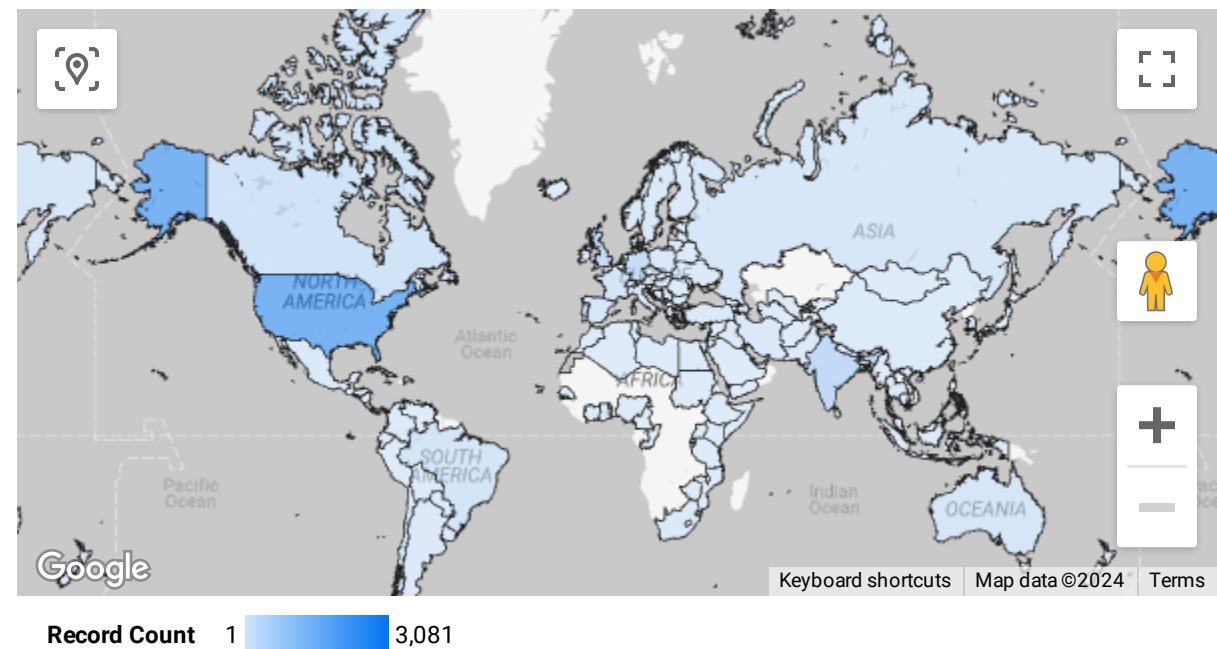 ASIA
NORTH
AMERICA
Atlantic
Ocean
AFRICA
SOUTH
AMERICA
Pacific
Ocean
Indian
Ocean
OCEANIA
Google
Keyboard shortcuts
Map data ©2024
Terms
Record Count 1 3,081